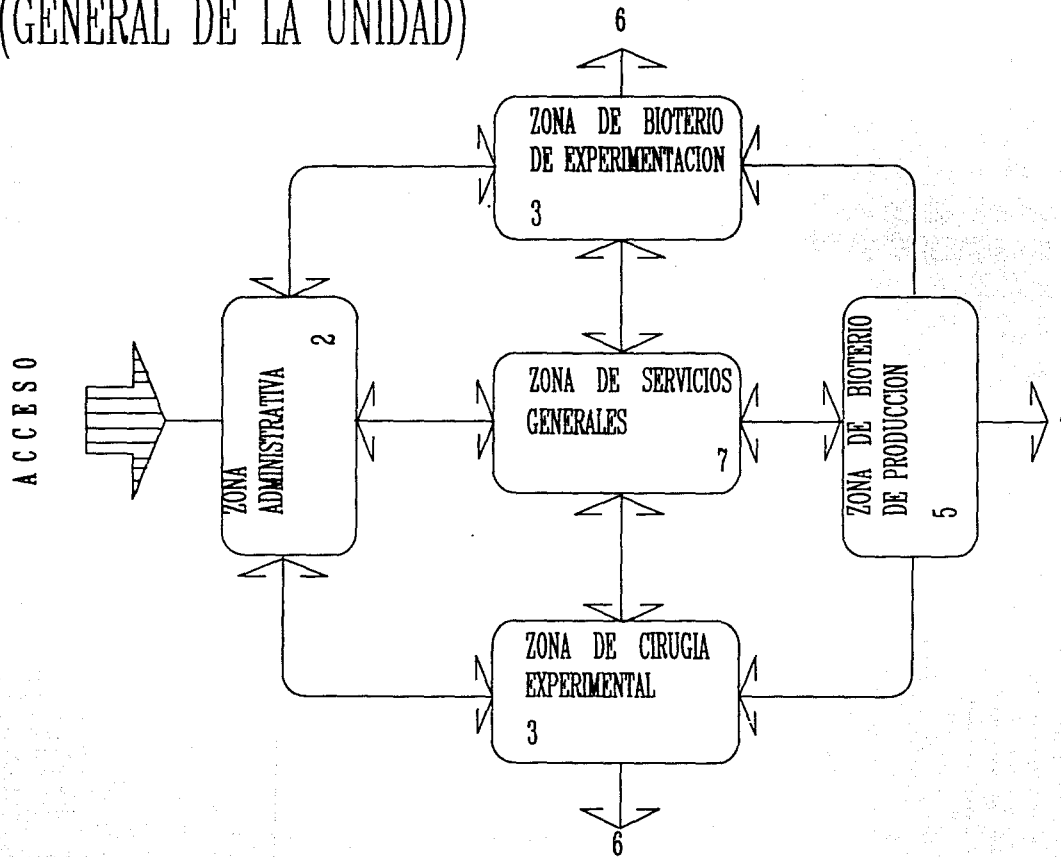 (GENERAL DE LA UNIDAD)
6
ZONA DE BIOTERIO
DE EXPERIMENTACION
3
ACCESO
ZONA
ADMINISTRATIVA
2
ZONA DE SERVICIOS
GENERALES
7
ZONA DE BIOTERIO
DE PRODUCCION
5
ZONA DE CIRUGIA
EXPERIMENTAL
3
6